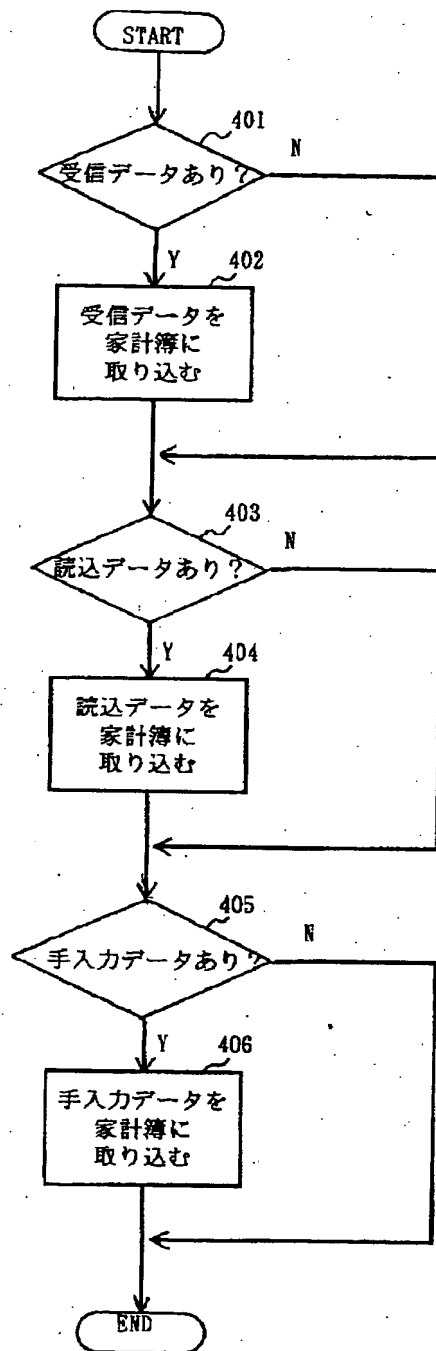 START
401
N
受信データあり?
Y
402
受信データを
家計簿に
取り込む
403
N
読込データあり?
Y
404
読込データを
家計簿に
取り込む
405
N
手入力データあり?
Y
406
手入力データを
家計簿に
取り込む
END